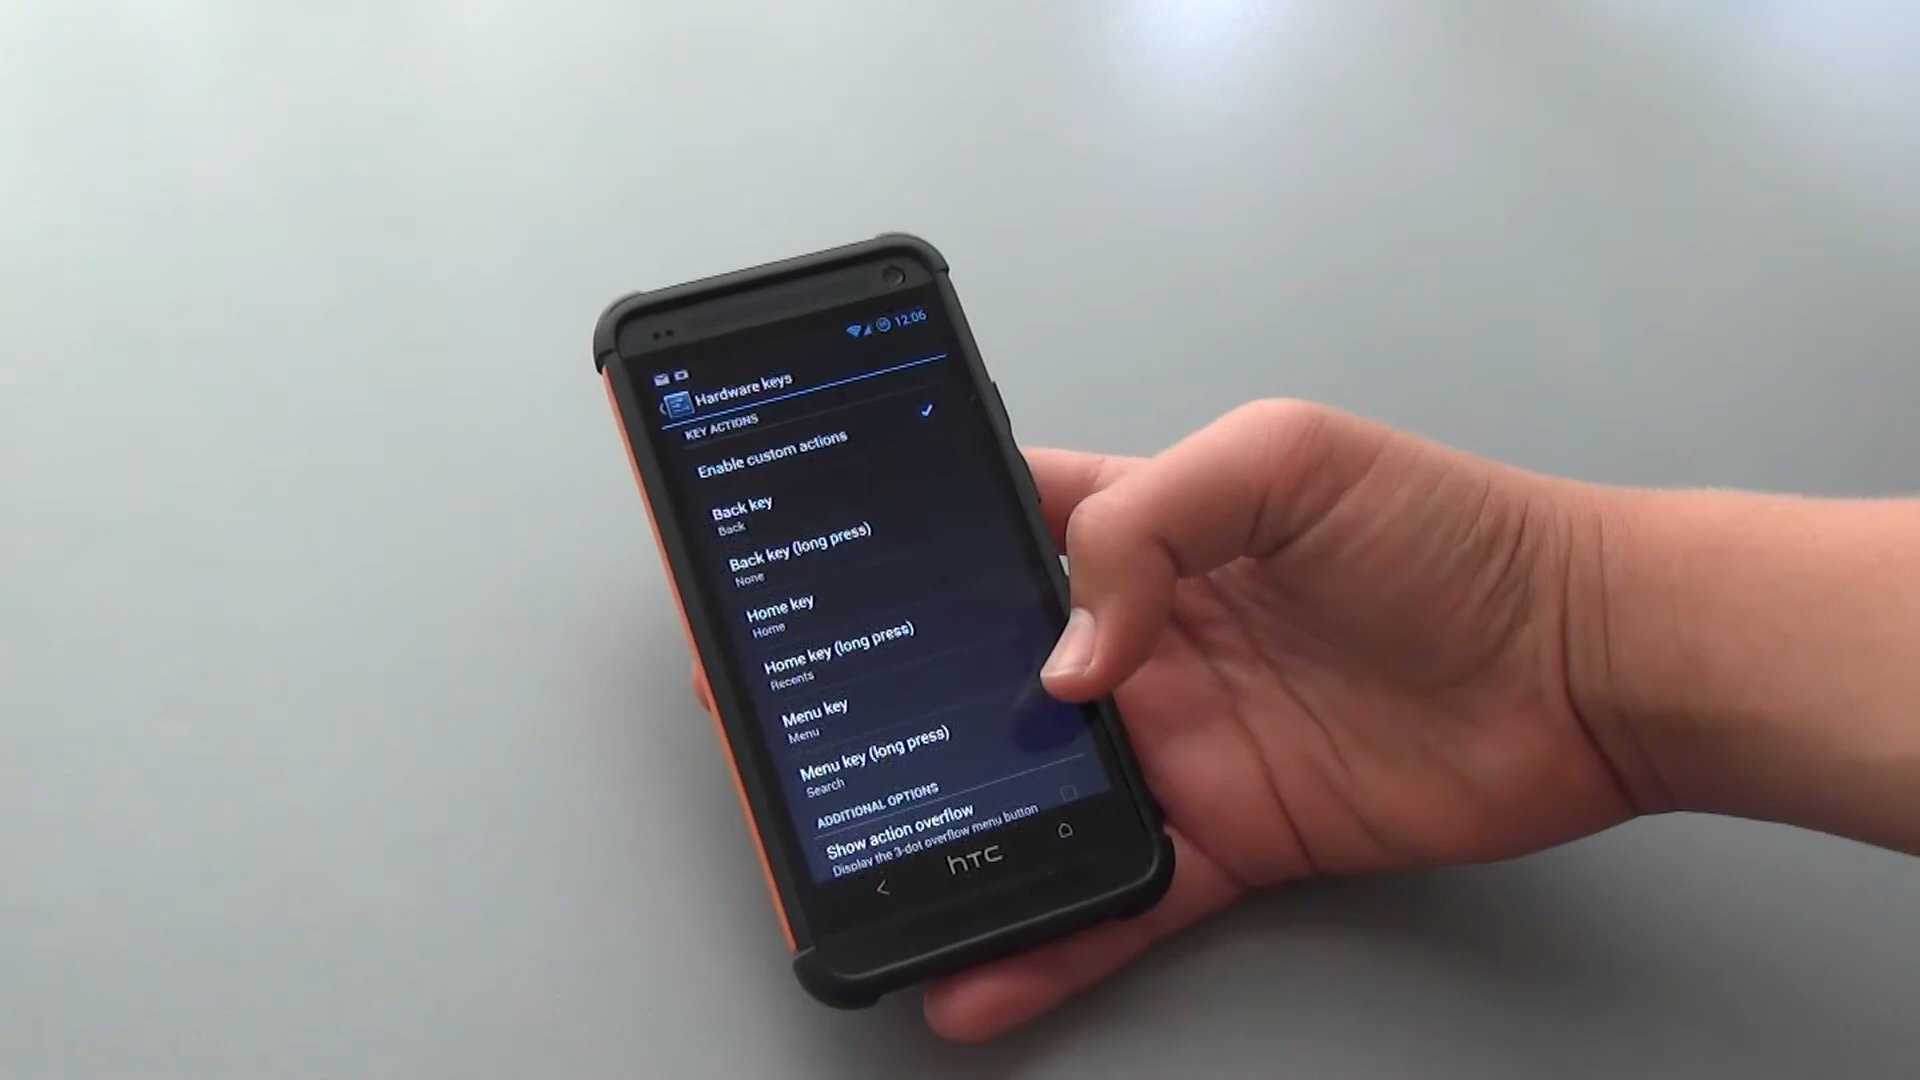 12:06
Hardware keys
KEY ACTIONS
Enable custom actions
Back key
Back
Back key (long press)
None
Home key
Home
Home key (long press)
Recents
Menu key
Menu
Menu key (long press)
Search
ADDITIONAL OPTIONS
Show action overflow
Display the 3-dot overflow menu button
hTC